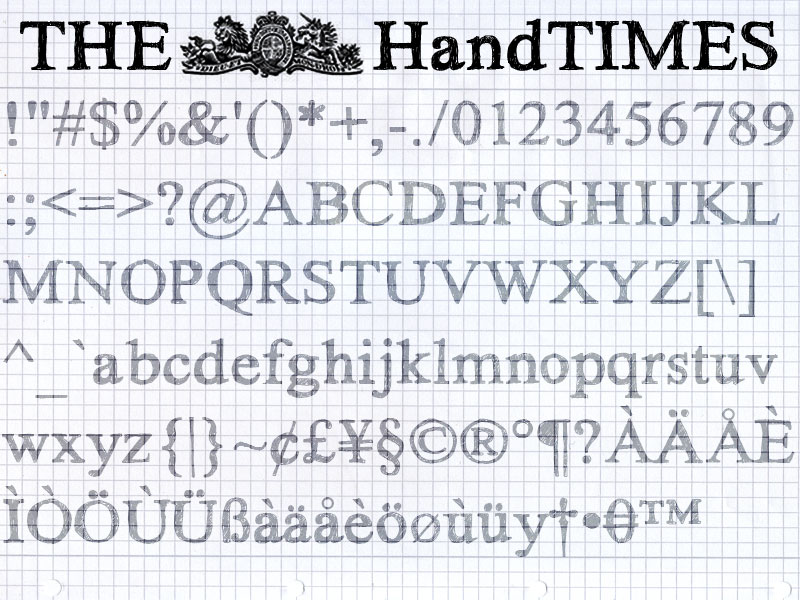 THE HandTIMES
!"#$%&'()*+,-./0123456789
:;<=>?@ABCDEFGHIJKL
MNOPQRSTUVWXYZ[\]
^_`abcdefghijklmnopqrstuv
wxyz{|}~¢£¥§©®°¶?ÀÄÅÈ
ÌÒÖÙÜßàäåèöøùüy†•θ™